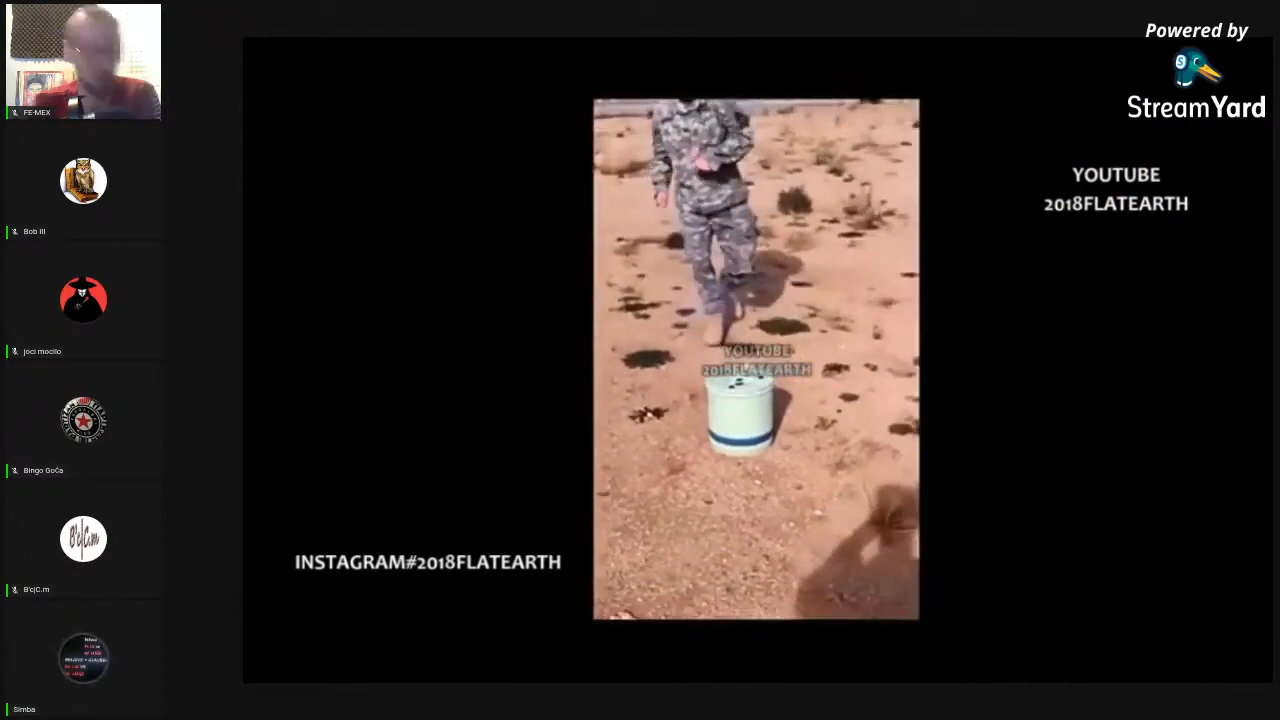 FE-MEX
Bob III
joci mocilo
Bingo Goča
B'c|C.m
B'c|C.m
Simba
Powered by
StreamYard
YOUTUBE
2018FLATEARTH
YOUTUBE
2018FLATEARTH
INSTAGRAM#2018FLATEARTH